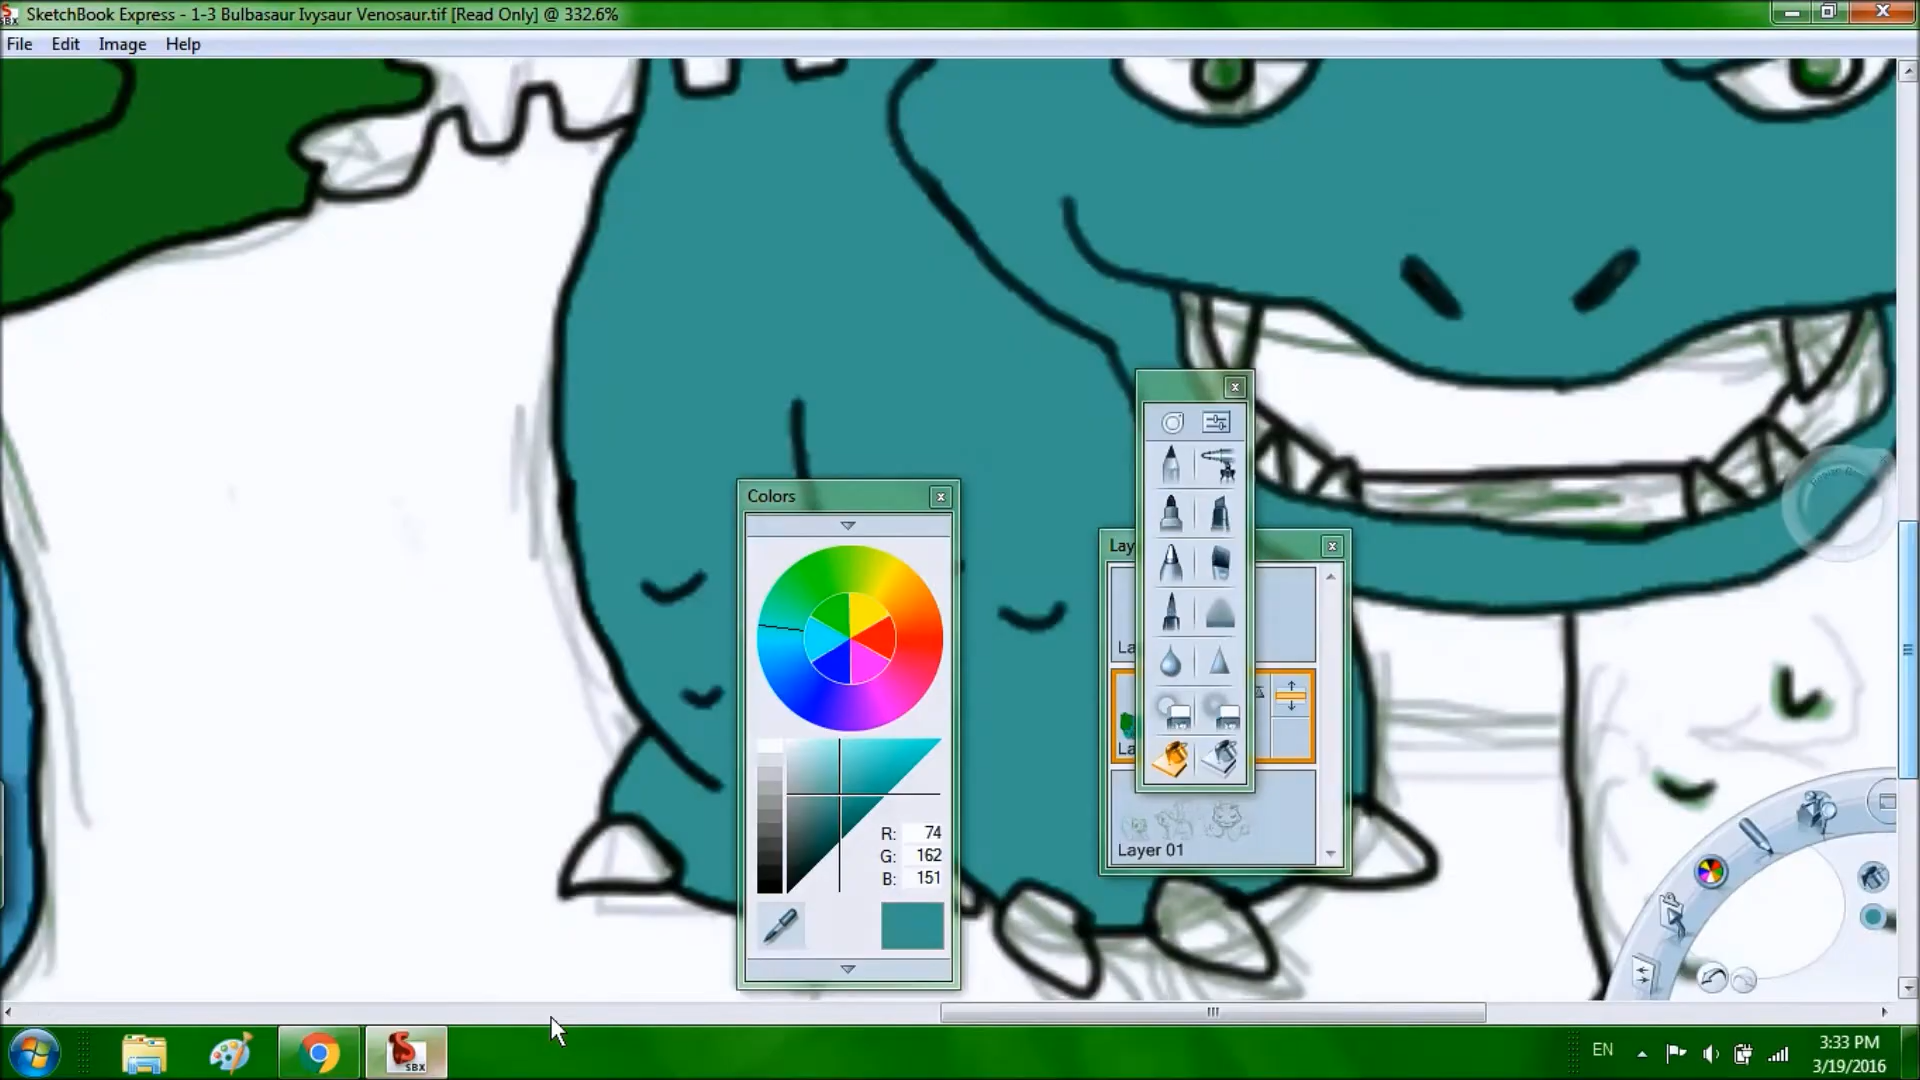 SketchBook Express - 1-3 Bulbasaur Ivysaur Venosaur.tif [Read Only] @ 332.6%
File Edit Image Help
Colors
R: 74
G: 162
B: 151
Lay
La
La
Layer 01
SBX
EN
3:33 PM
3/19/2016